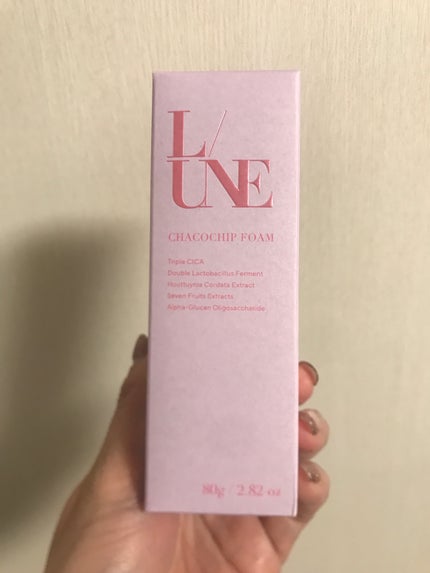 L/
UNE
CHACOCHIP FOAM
Triple CICA
Double Lactobacillus Ferment
Houttuynia Cordata Extract
Seven Fruits Extracts
Alpha-Glucan Oligosaccharide
80g / 2.82 oz